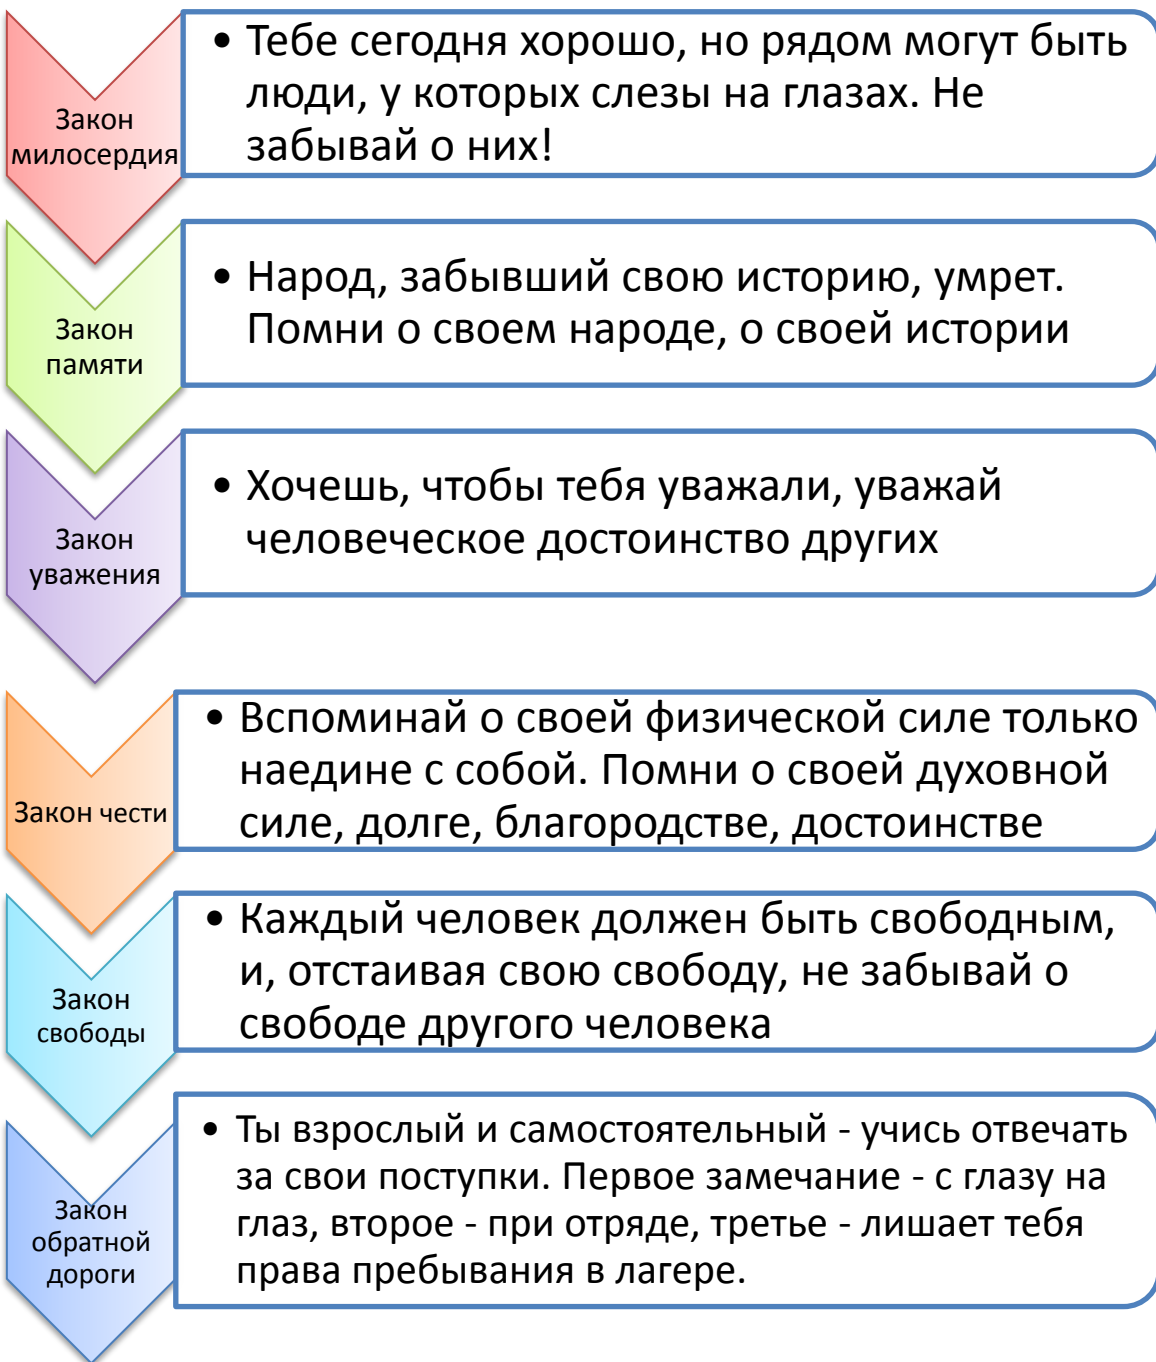 Закон
милосердия
• Тебе сегодня хорошо, но рядом могут быть
люди, у которых слезы на глазах. Не
забывай о них!
Закон
памяти
• Народ, забывший свою историю, умрет.
Помни о своем народе, о своей истории
Закон
уважения
• Хочешь, чтобы тебя уважали, уважай
человеческое достоинство других
Закон чести
• Вспоминай о своей физической силе только
наедине с собой. Помни о своей духовной
силе, долге, благородстве, достоинстве
Закон
свободы
• Каждый человек должен быть свободным,
и, отстаивая свою свободу, не забывай о
свободе другого человека
Закон
обратной
дороги
• Ты взрослый и самостоятельный - учись отвечать
за свои поступки. Первое замечание - с глазу на
глаз, второе - при отряде, третье - лишает тебя
права пребывания в лагере.